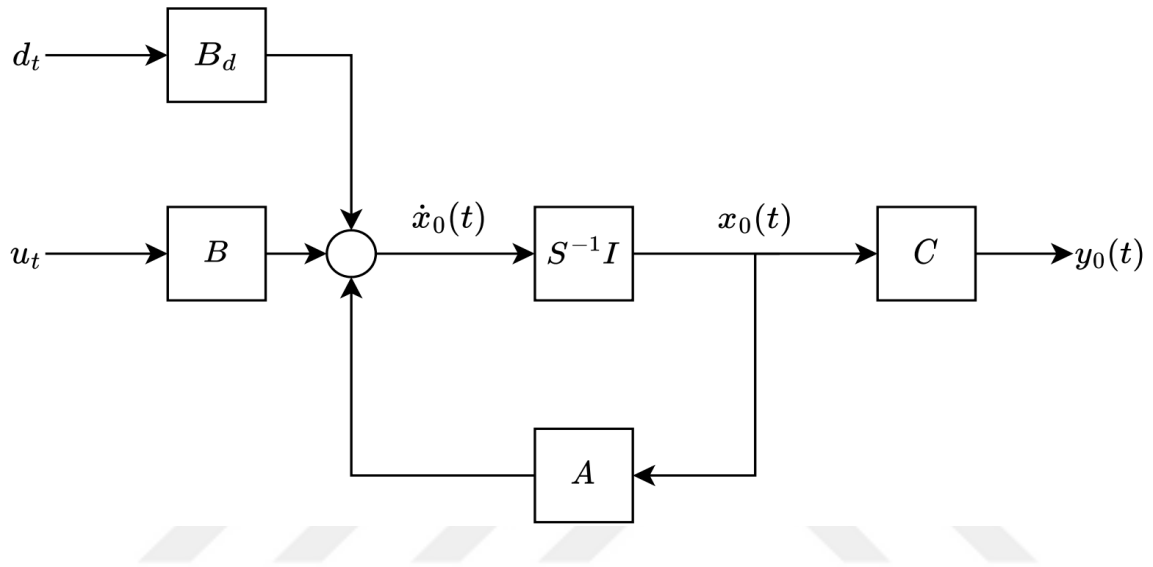 d_t
B_d
u_t
B
ẋ_0(t)
S^{-1}I
x_0(t)
C
y_0(t)
A